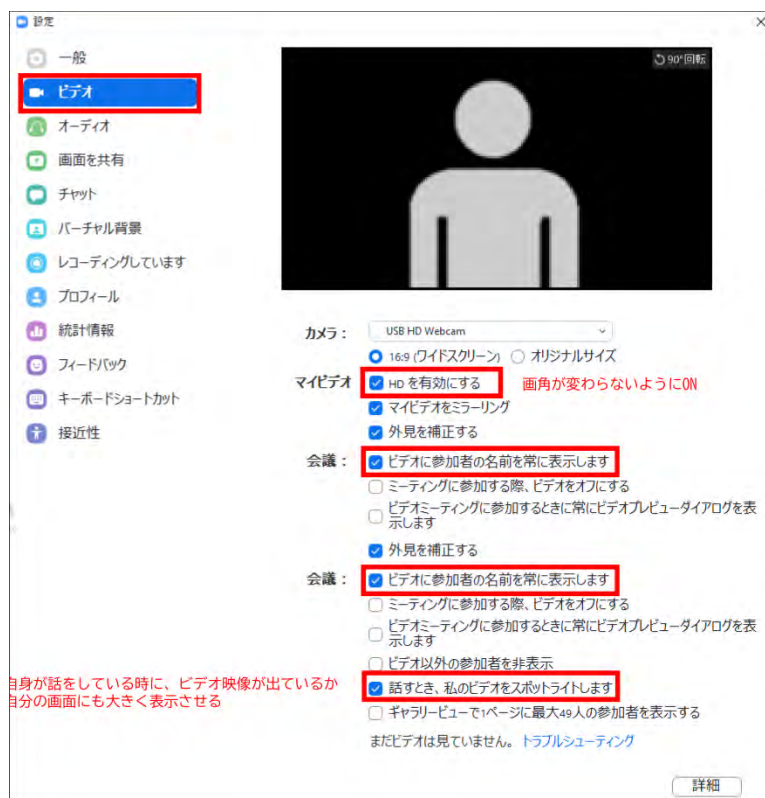 設定
一般
90°回転
ビデオ
オーディオ
画面を共有
チャット
バーチャル背景
レコーディングしています
プロフィール
統計情報
フィードバック
キーボードショートカット
接近性
カメラ： USB HD Webcam
16:9 (ワイドスクリーン) オリジナルサイズ
マイビデオ HD を有効にする 画角が変わらないようにON
マイビデオをミラーリング
外見を補正する
会議： ビデオに参加者の名前を常に表示します
ミーティングに参加する際、ビデオをオフにする
ビデオミーティングに参加するときに常にビデオプレビューダイアログを表
示します
外見を補正する
会議： ビデオに参加者の名前を常に表示します
ミーティングに参加する際、ビデオをオフにする
ビデオミーティングに参加するときに常にビデオプレビューダイアログを表
示します
ビデオ以外の参加者を非表示
自身が話をしている時に、ビデオ映像が出ているか
自分の画面にも大きく表示させる
話すとき、私のビデオをスポットライトします
ギャラリービューで1ページに最大49人の参加者を表示する
まだビデオは見ていません。 トラブルシューティング
詳細